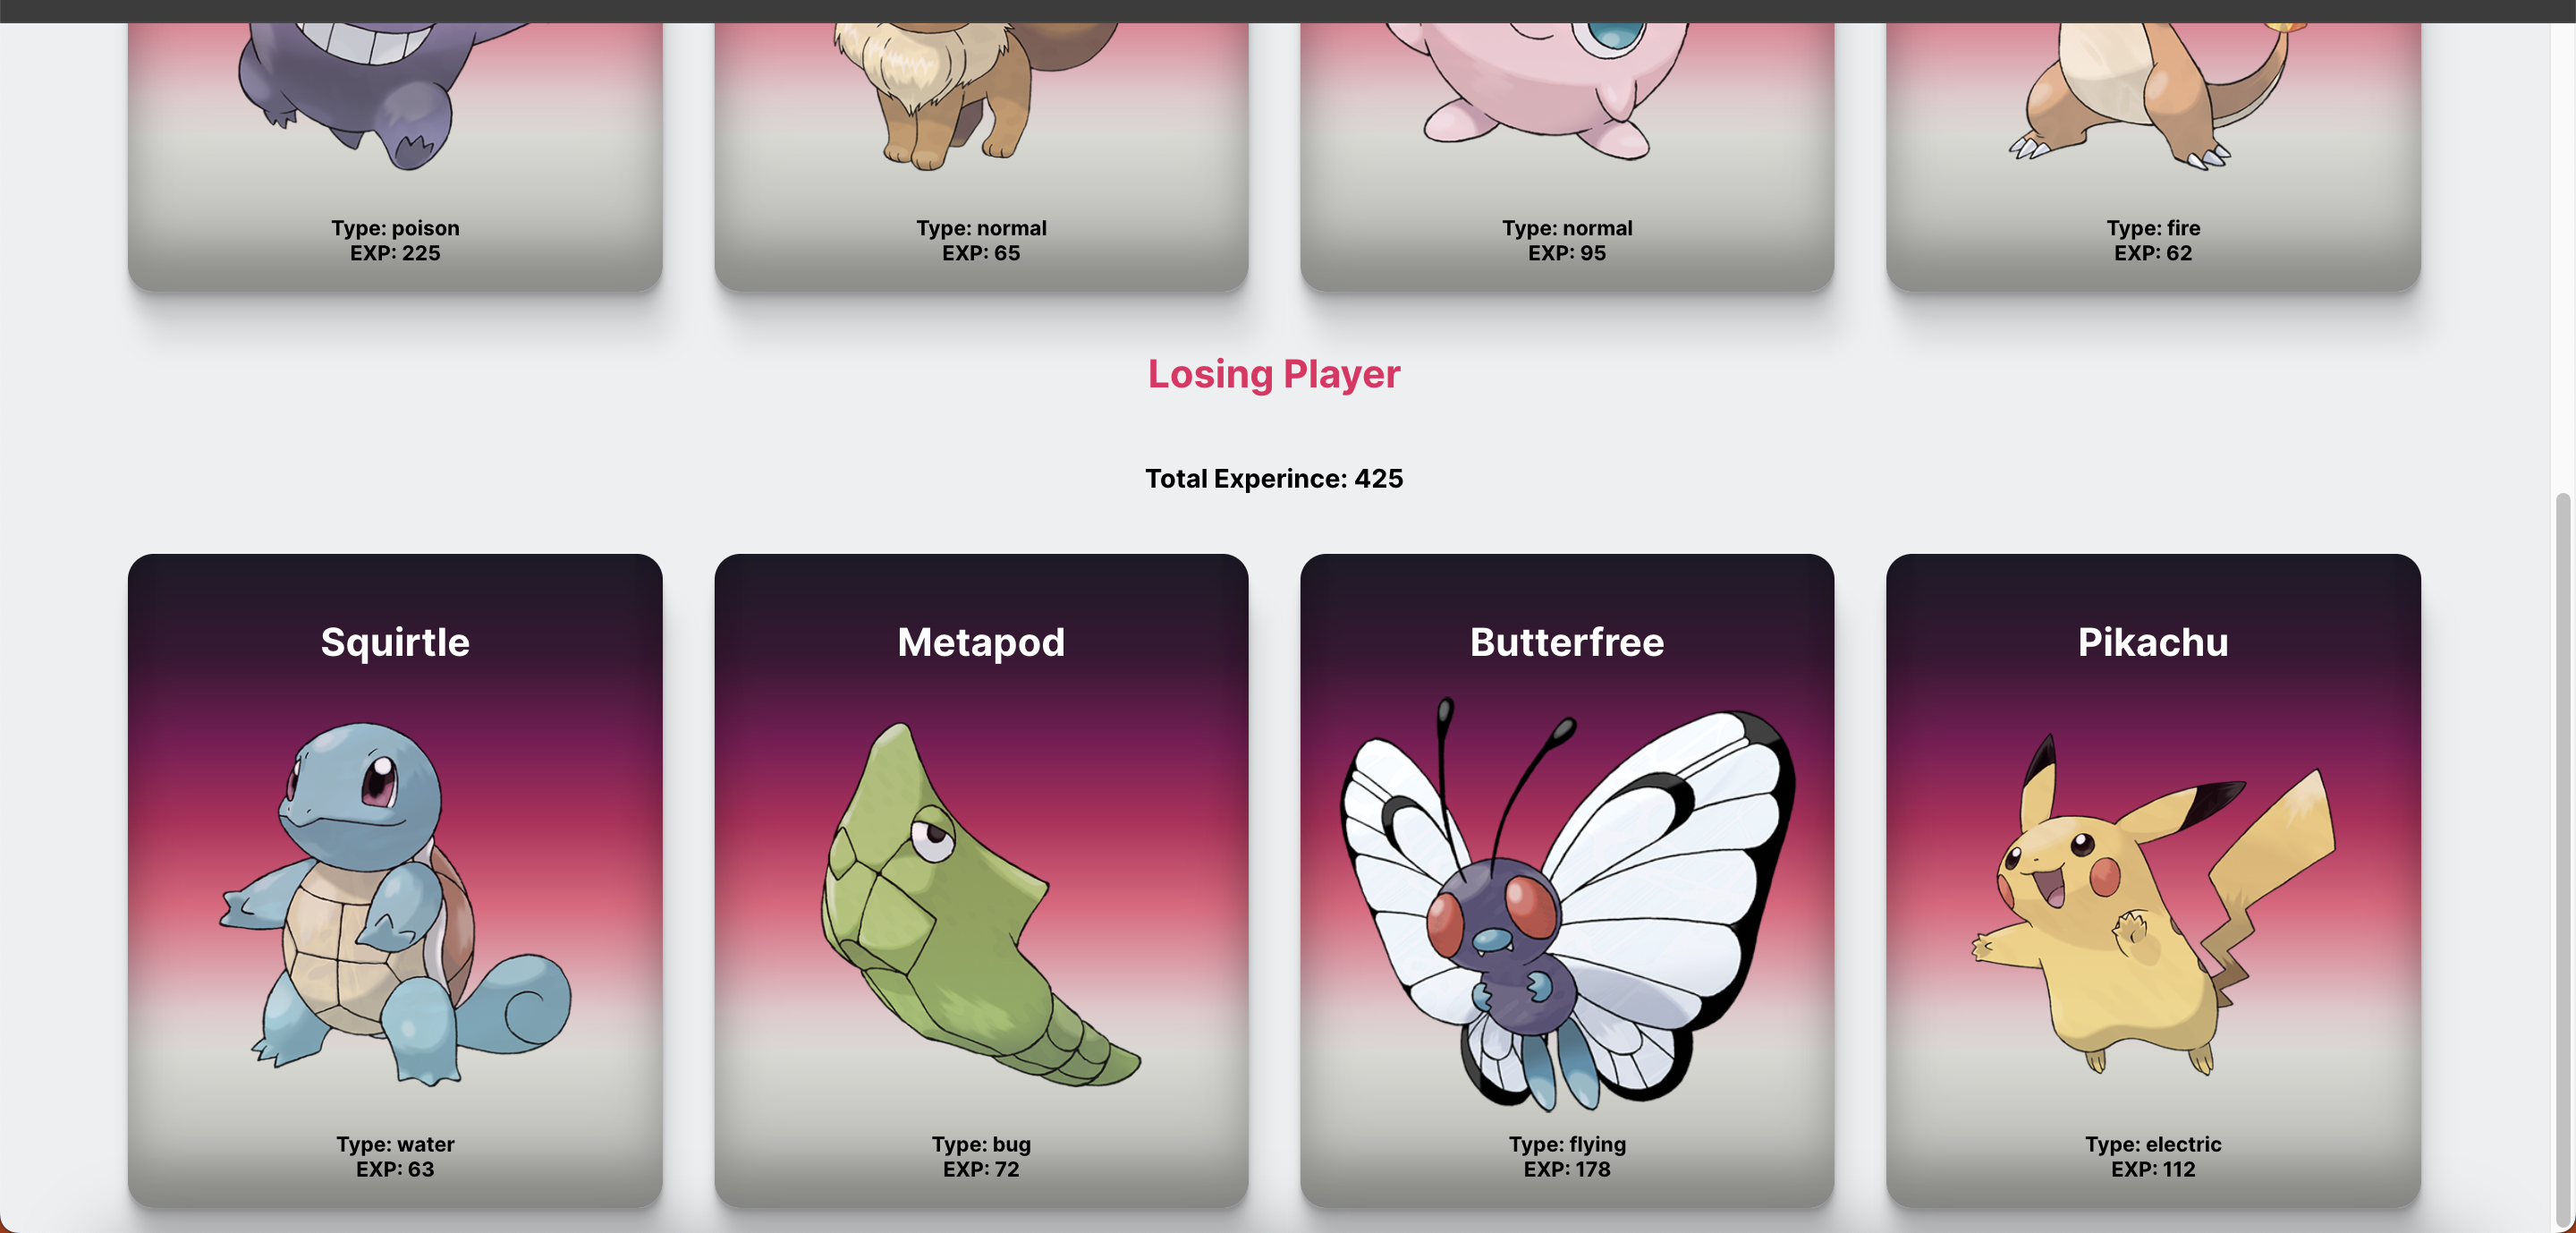 Type: poison
EXP: 225
Type: normal
EXP: 65
Type: normal
EXP: 95
Type: fire
EXP: 62
Losing Player
Total Experince: 425
Squirtle
Type: water
EXP: 63
Metapod
Type: bug
EXP: 72
Butterfree
Type: flying
EXP: 178
Pikachu
Type: electric
EXP: 112